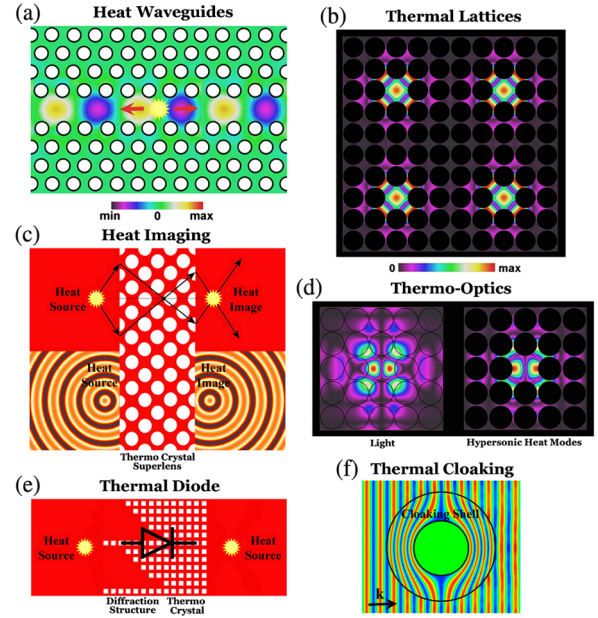 (a) Heat Waveguides
min 0 max
(b) Thermal Lattices
0 max
(c) Heat Imaging
Heat
Source
Heat
Image
Heat
Source
Heat
Image
Thermo Crystal
Superlens
(d) Thermo-Optics
Light
Hypersonic Heat Modes
(e) Thermal Diode
Heat
Source
Heat
Source
Diffraction
Structure
Thermo
Crystal
(f) Thermal Cloaking
Cloaking Shell
k